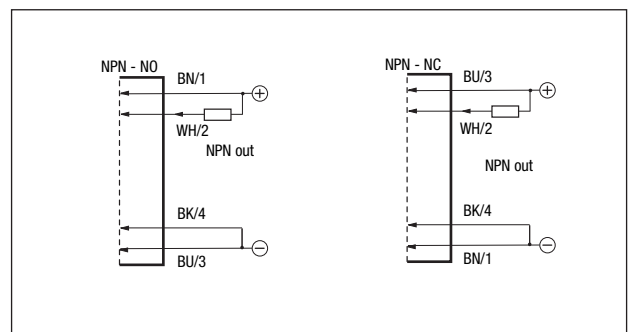 NPN - NO
BN/1
+
WH/2
NPN out
BK/4
−
BU/3
NPN - NC
BU/3
+
WH/2
NPN out
BK/4
−
BN/1